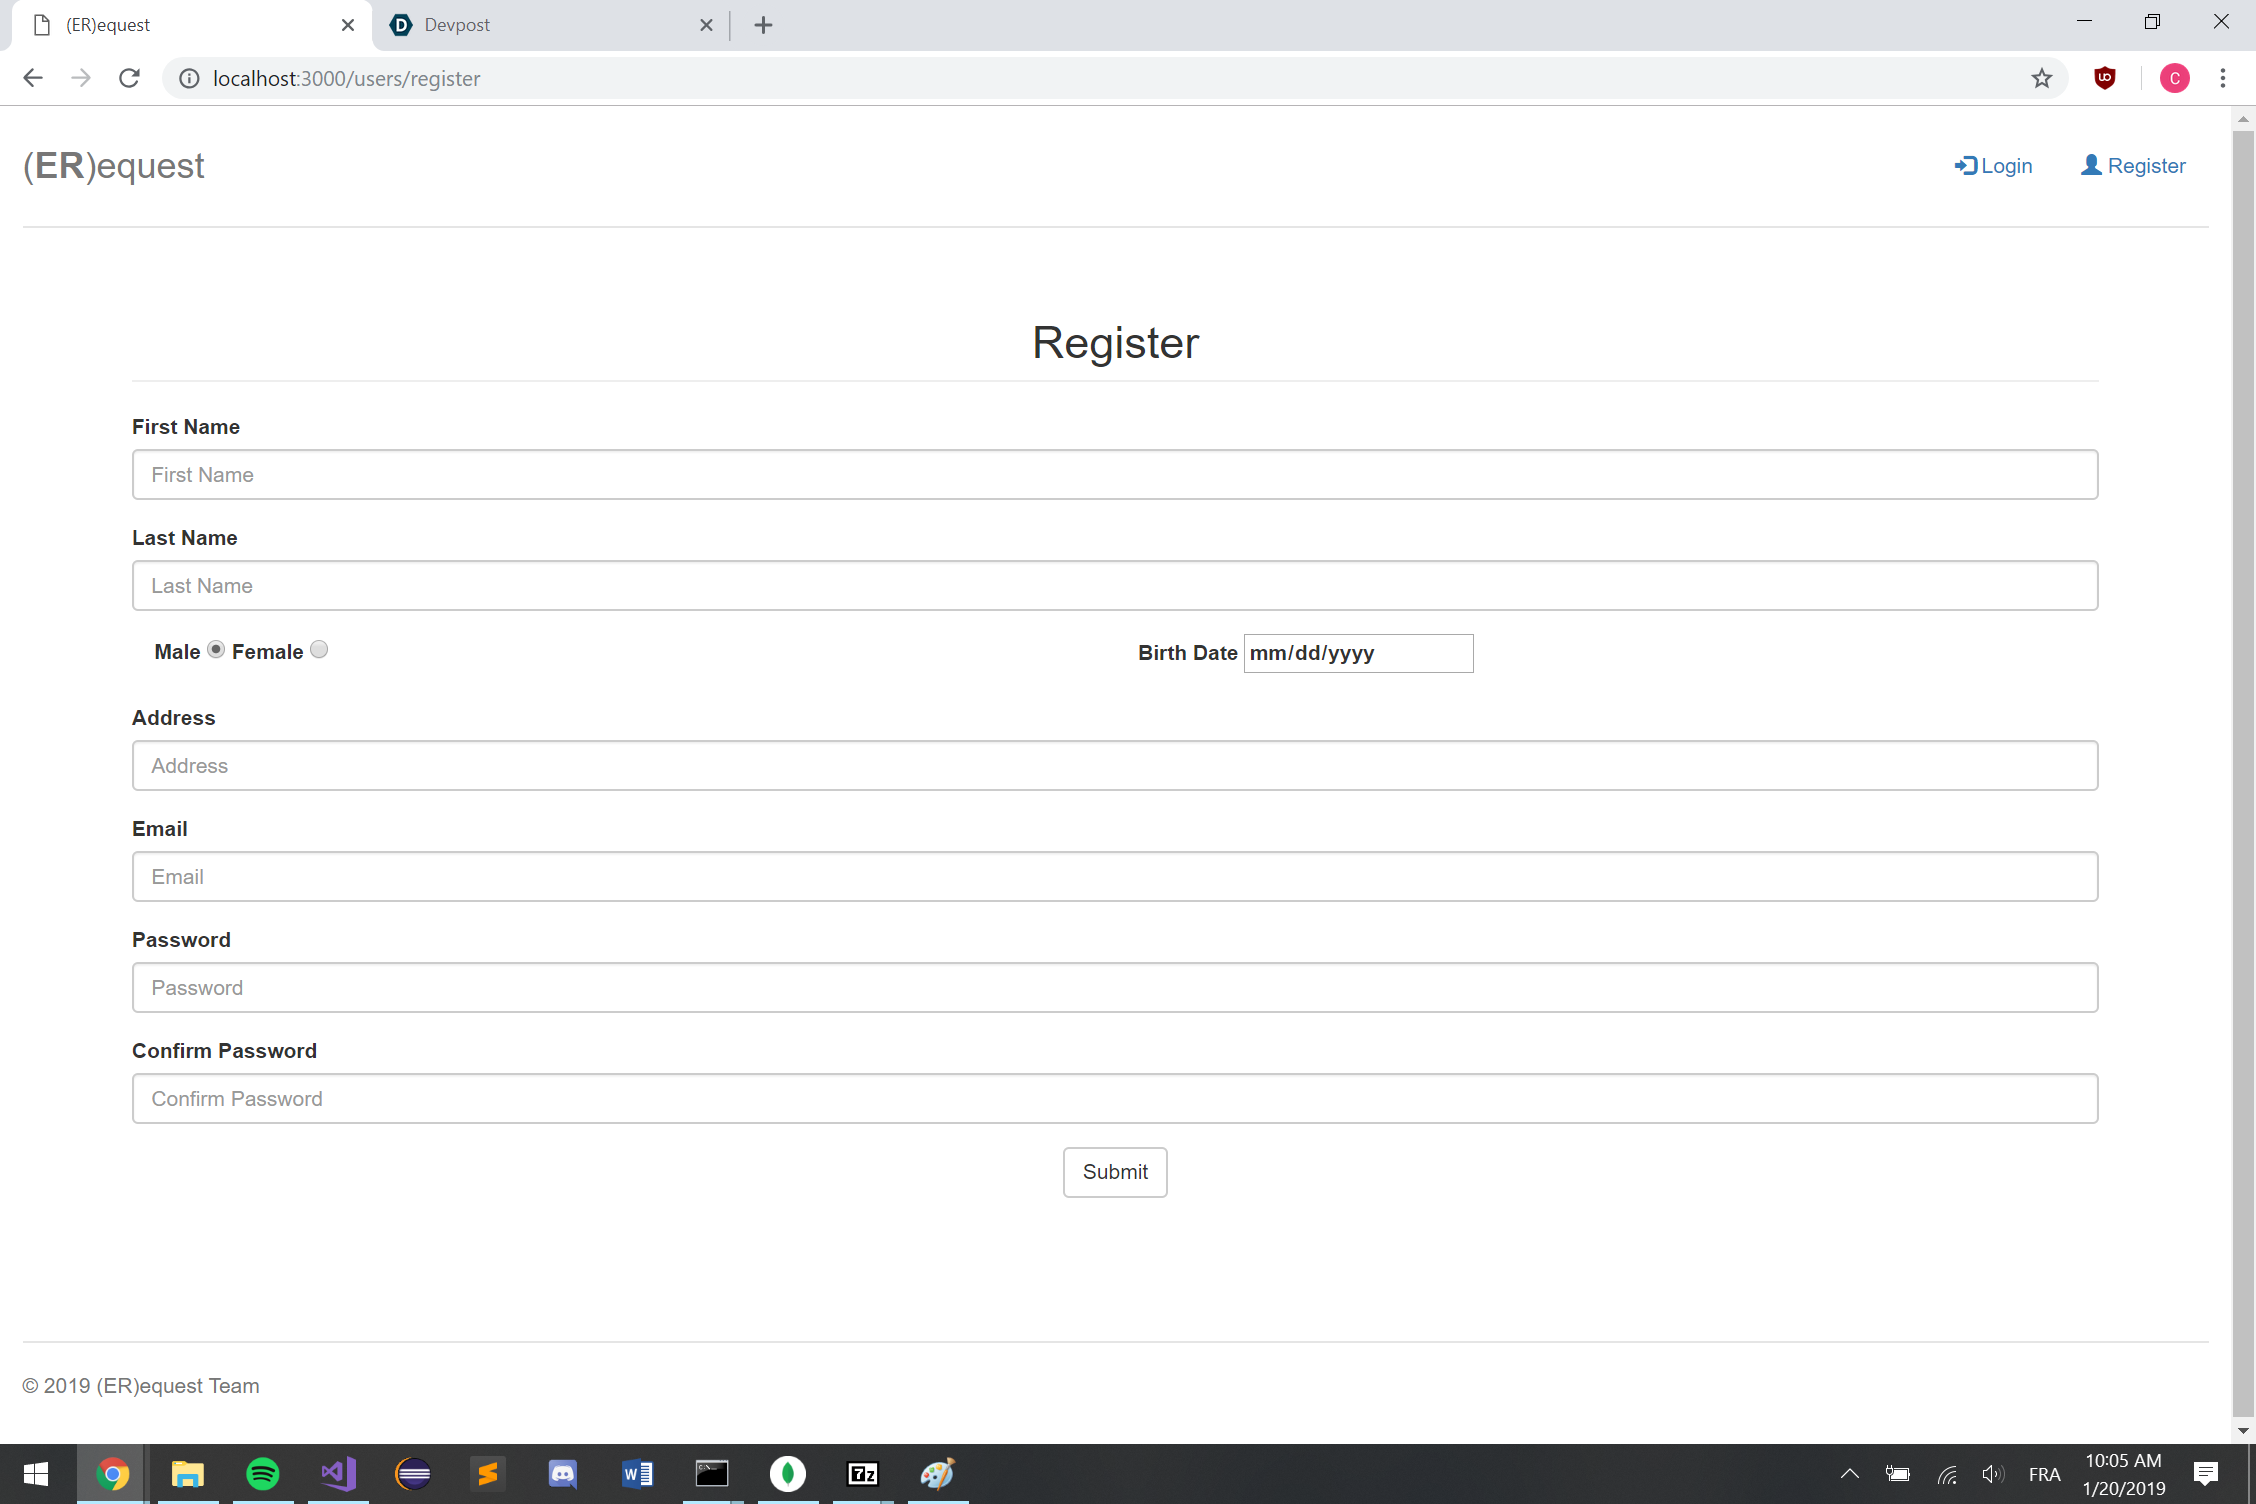 (ER)equest
Devpost
localhost:3000/users/register
C
(ER)equest
Login
Register
Register
First Name
First Name
Last Name
Last Name
Male Female
Birth Date mm/dd/yyyy
Address
Address
Email
Email
Password
Password
Confirm Password
Confirm Password
Submit
© 2019 (ER)equest Team
FRA
10:05 AM
1/20/2019